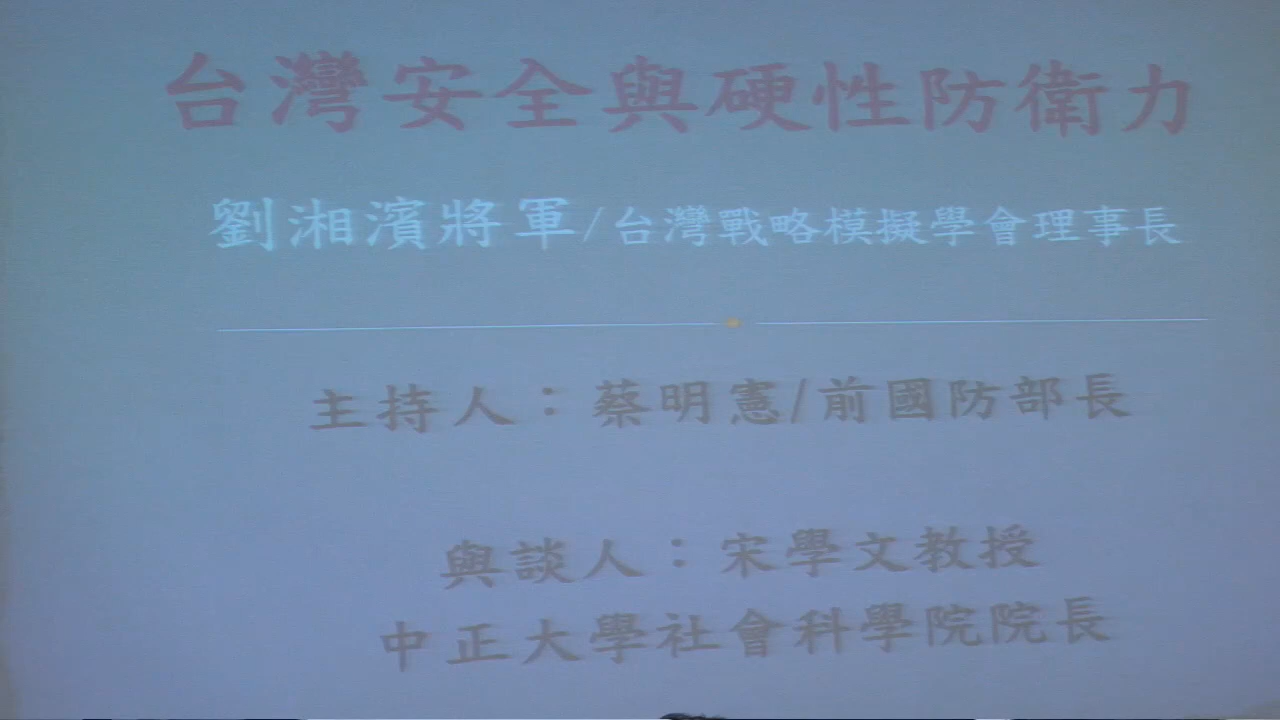 台灣安全與硬性防衛力
劉湘濱將軍/台灣戰略模擬學會理事長
主持人：蔡明憲/前國防部長
與談人：宋學文教授
中正大學社會科學院院長